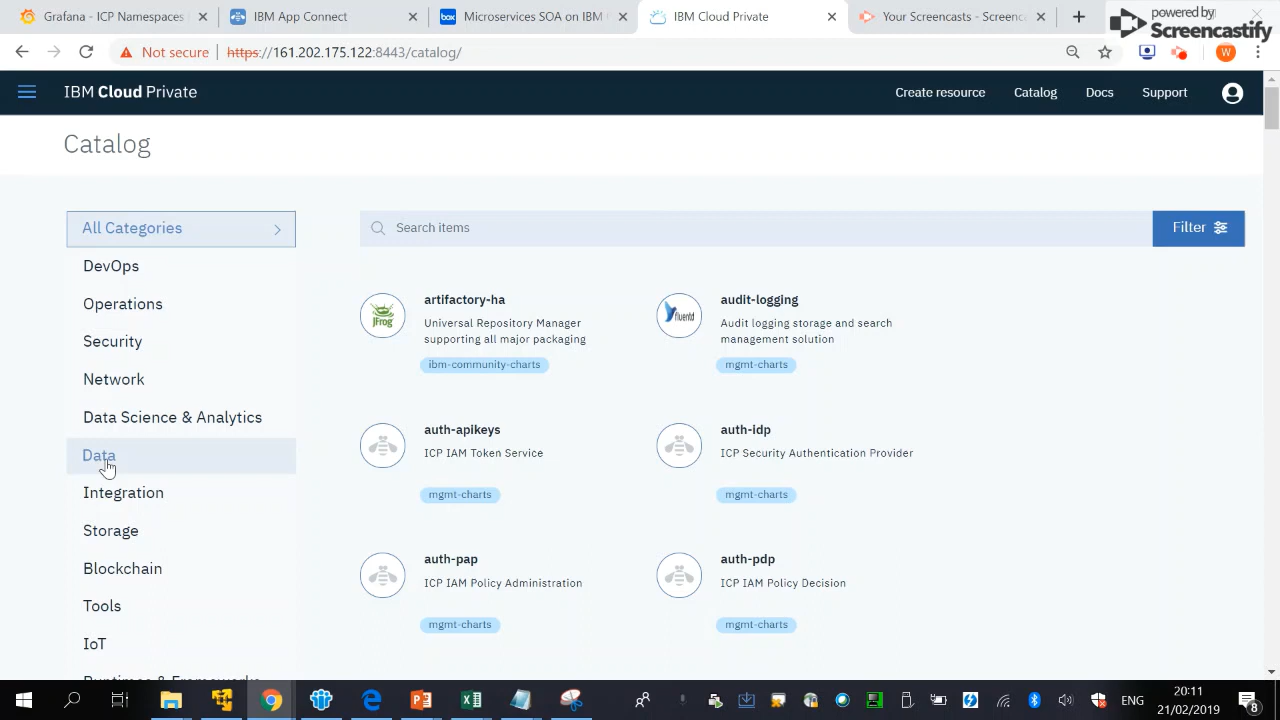 Grafana - ICP Namespaces
IBM App Connect
box
Microservices SOA on IBM
IBM Cloud Private
Your Screencasts - Screenc
powered by
Screencastify
Not secure
https://161.202.175.122:8443/catalog/
W
IBM Cloud Private
Create resource
Catalog
Docs
Support
Catalog
All Categories
DevOps
Operations
Security
Network
Data Science & Analytics
Data
Integration
Storage
Blockchain
Tools
IoT
Runtimes & Frameworks
Search items
Filter
JFrog
artifactory-ha
Universal Repository Manager
supporting all major packaging
ibm-community-charts
fluentd
audit-logging
Audit logging storage and search
management solution
mgmt-charts
auth-apikeys
ICP IAM Token Service
mgmt-charts
auth-idp
ICP Security Authentication Provider
mgmt-charts
auth-pap
ICP IAM Policy Administration
mgmt-charts
auth-pdp
ICP IAM Policy Decision
mgmt-charts
ENG
20:11
21/02/2019
8